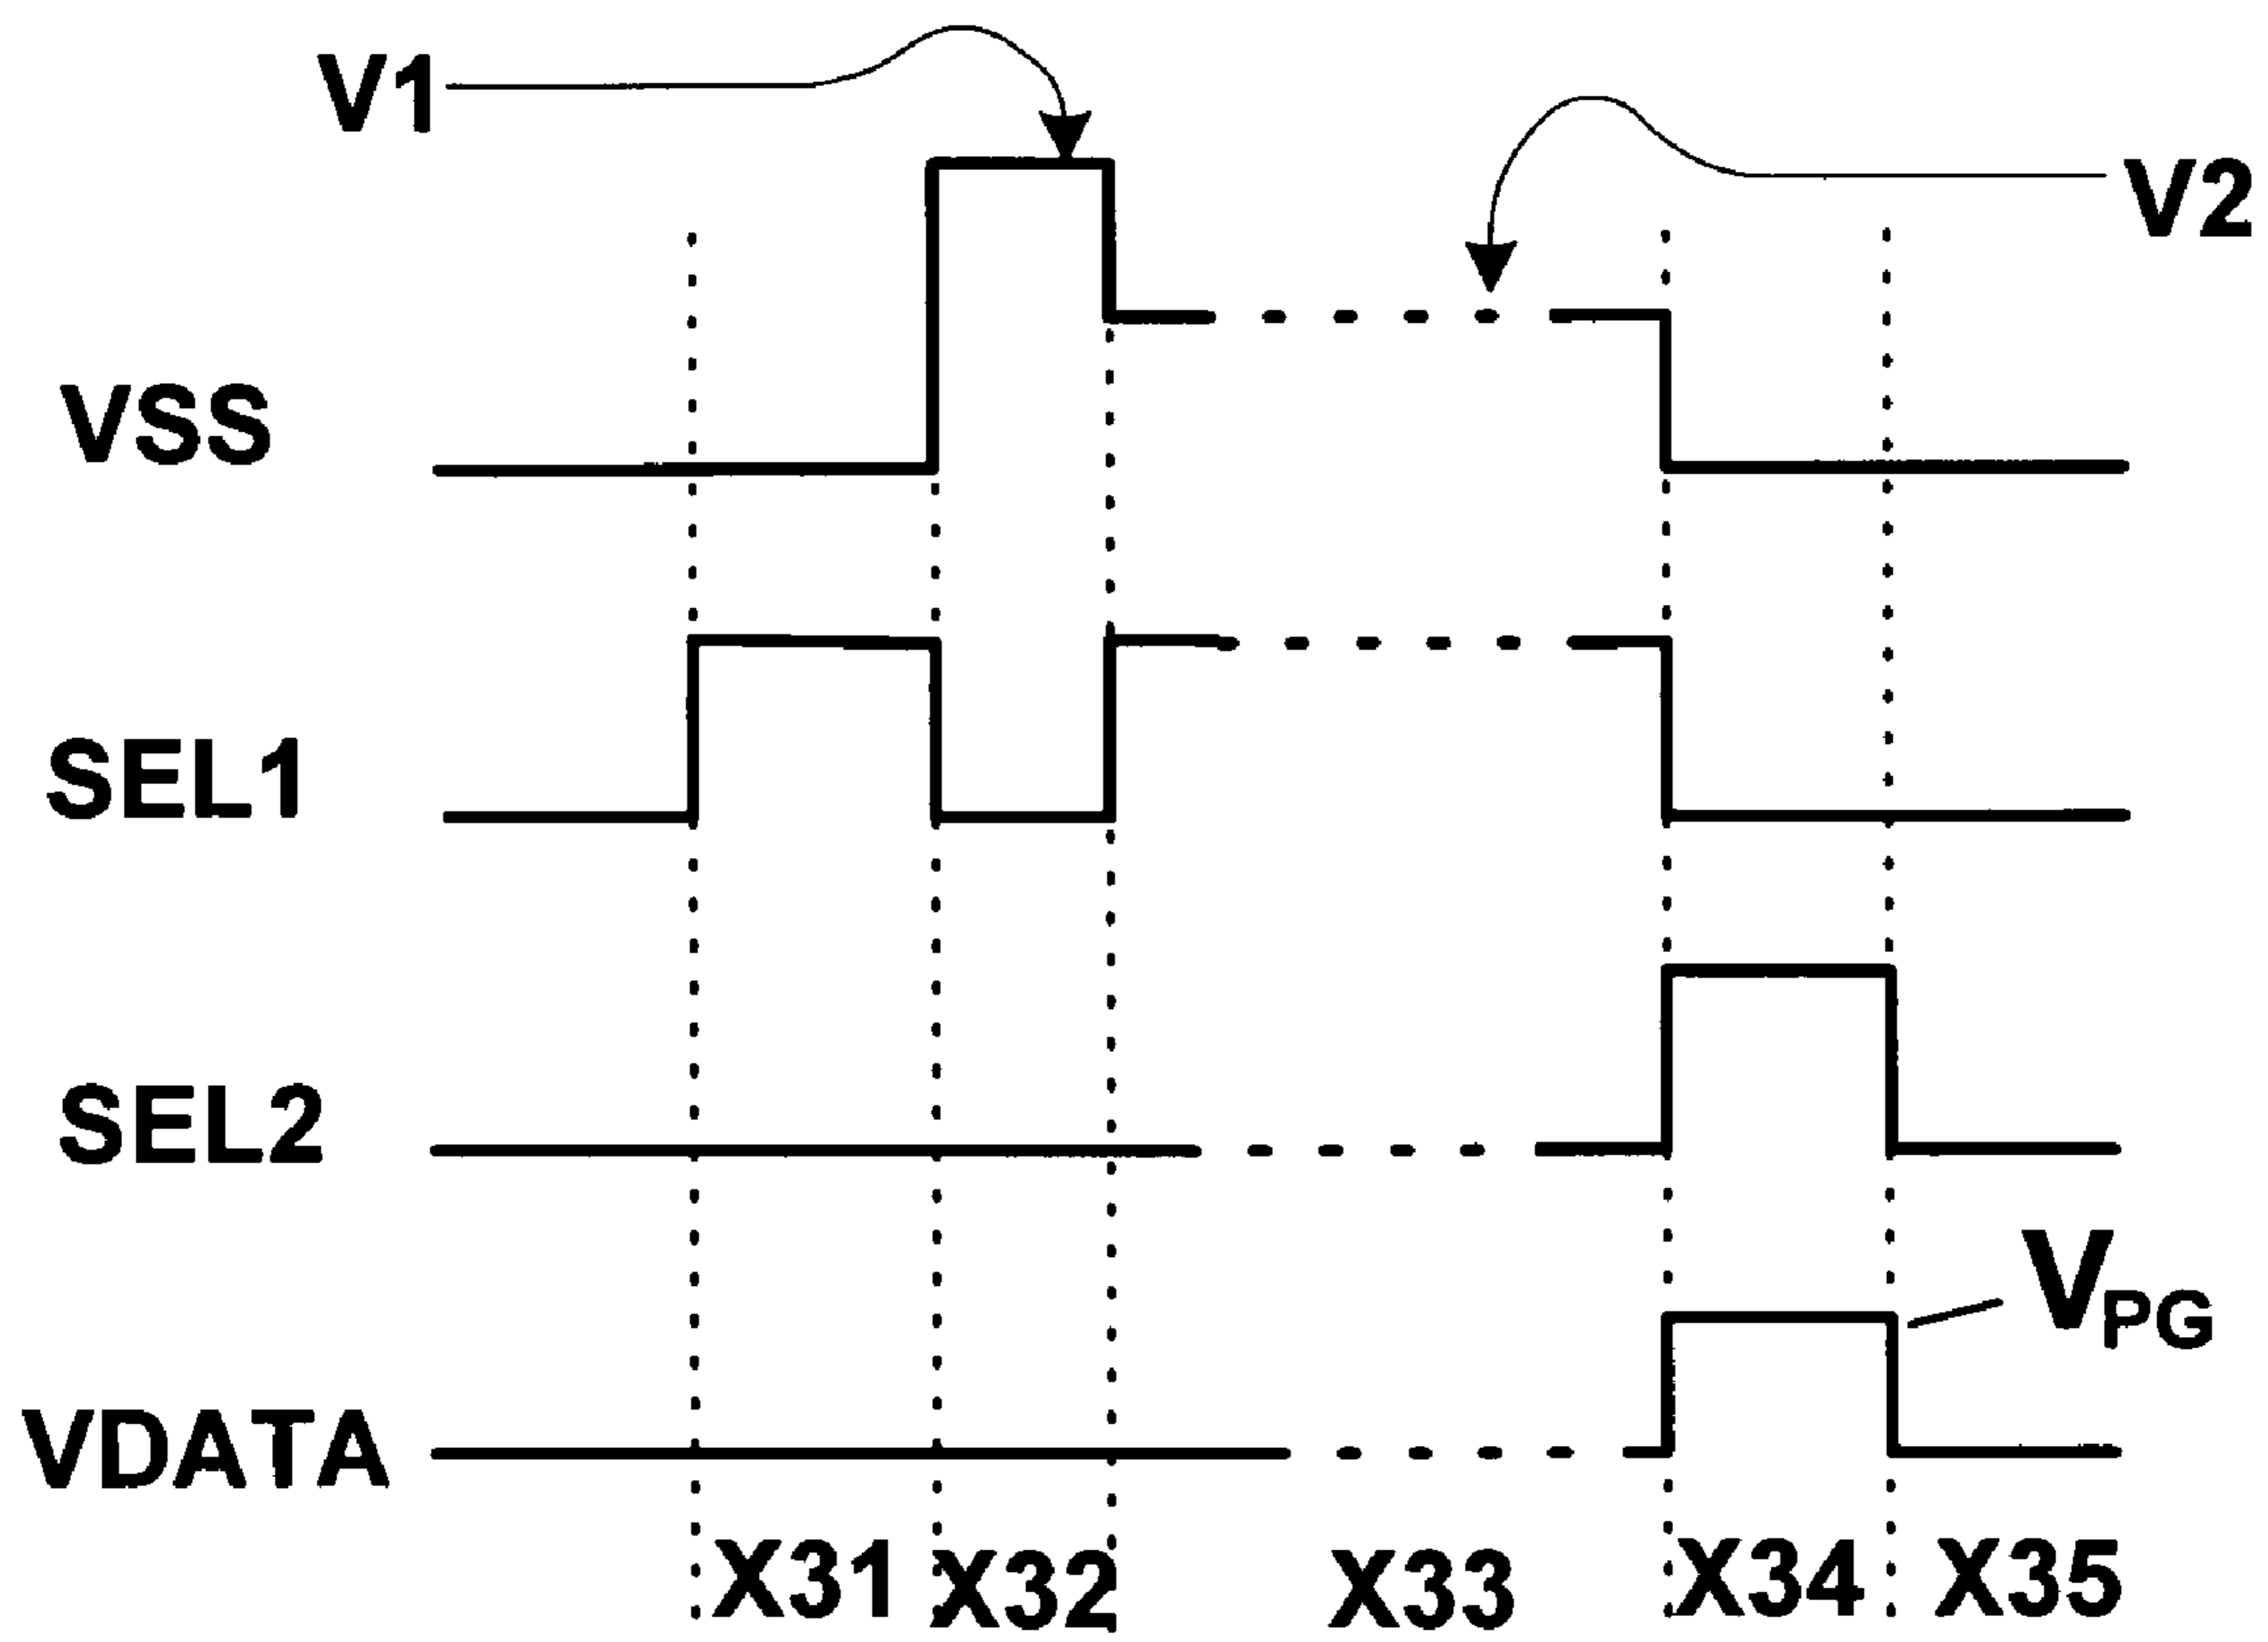 V1
V2
VSS
SEL1
SEL2
VPG
VDATA
X31 X32 X33 X34 X35